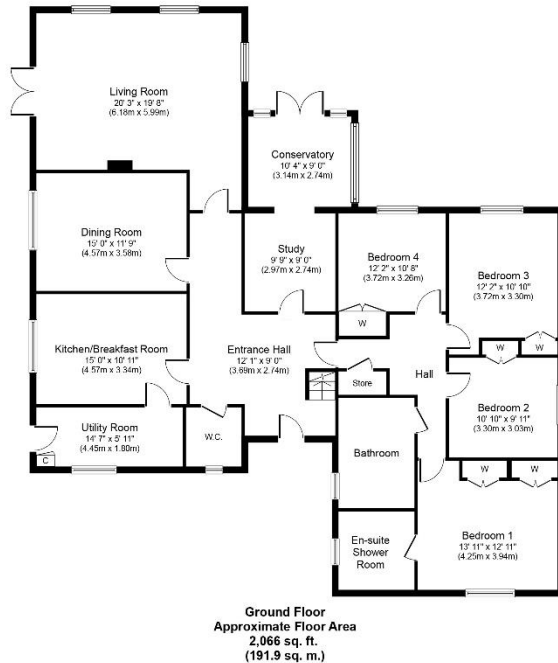 Living Room
20' 3" x 19' 8"
(6.18m x 5.99m)
Conservatory
10' 4" x 9' 0"
(3.14m x 2.74m)
Dining Room
15' 0" x 11' 9"
(4.57m x 3.58m)
Study
9' 9" x 9' 0"
(2.97m x 2.74m)
Bedroom 4
12' 2" x 10' 8"
(3.72m x 3.26m)
Bedroom 3
12' 2" x 10' 10"
(3.72m x 3.30m)
W
W
W
Kitchen/Breakfast Room
15' 0" x 10' 11"
(4.57m x 3.34m)
Entrance Hall
12' 1" x 9' 0"
(3.69m x 2.74m)
Store
Hall
Bedroom 2
10' 10" x 9' 11"
(3.30m x 3.03m)
Utility Room
14' 7" x 5' 11"
(4.45m x 1.80m)
C
W.C.
Bathroom
W
W
Bedroom 1
13' 11" x 12' 11"
(4.25m x 3.94m)
En-suite
Shower
Room
Ground Floor
Approximate Floor Area
2,066 sq. ft.
(191.9 sq. m.)